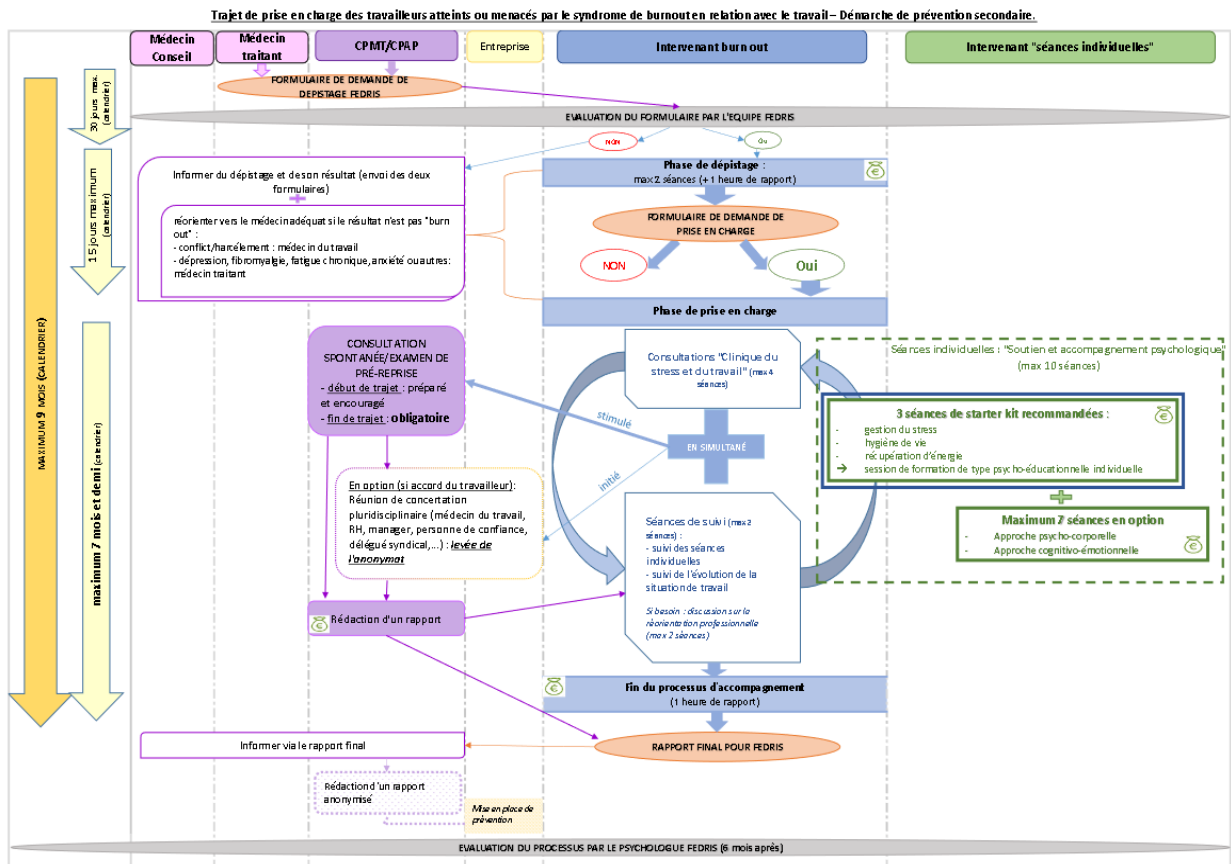 Trajet de prise en charge des travailleurs atteints ou menacés par le syndrome de burnout en relation avec le travail – Démarche de prévention secondaire.
Médecin
Conseil
Médecin
traitant
CPMT/CPAP
Entreprise
Intervenant burn out
Intervenant "séances individuelles"
30 jours max.
(calendrier)
FORMULAIRE DE DEMANDE DE
DEPISTAGE FEDRIS
EVALUATION DU FORMULAIRE PAR L'EQUIPE FEDRIS
NON
Oui
15 jours maximum
(calendrier)
Informer du dépistage et de son résultat (envoi des deux
formulaires)
réorienter vers le médecin adéquat si le résultat n'est pas "burn
out" :
- conflict/harcèlement : médecin du travail
- dépression, fibromyalgie, fatigue chronique, anxiété ou autres:
médecin traitant
Phase de dépistage :
max 2 séances (+ 1 heure de rapport)
FORMULAIRE DE DEMANDE DE
PRISE EN CHARGE
NON
Oui
Phase de prise en charge
MAXIMUM 9 MOIS (CALENDRIER)
maximum 7 mois et demi (calendrier)
CONSULTATION
SPONTANÉE/EXAMEN DE
PRÉ-REPRISE
- début de trajet : préparé
et encouragé
- fin de trajet : obligatoire
stimulé
initié
Consultations "Clinique du
stress et du travail" (max 4
séances)
EN SIMULTANÉ
Séances individuelles : "Soutien et accompagnement psychologique"
(max 10 séances)
3 séances de starter kit recommandées :
- gestion du stress
- hygiène de vie
- récupération d'énergie
→ session de formation de type psycho-éducationnelle individuelle
Maximum 7 séances en option
- Approche psycho-corporelle
- Approche cognitivo-émotionnelle
En option (si accord du travailleur):
Réunion de concertation
pluridisciplinaire (médecin du travail,
RH, manager, personne de confiance,
délégué syndical,...) : levée de
l'anonymat
Séances de suivi (max 2
séances) :
- suivi des séances
individuelles
- suivi de l'évolution de la
situation de travail
Si besoin : discussion sur la
réorientation professionnelle
(max 2 séances)
Rédaction d'un rapport
Fin du processus d'accompagnement
(1 heure de rapport)
Informer via le rapport final
RAPPORT FINAL POUR FEDRIS
Rédaction d'un rapport
anonymisé
Mise en place de
prévention
EVALUATION DU PROCESSUS PAR LE PSYCHOLOGUE FEDRIS (6 mois après)